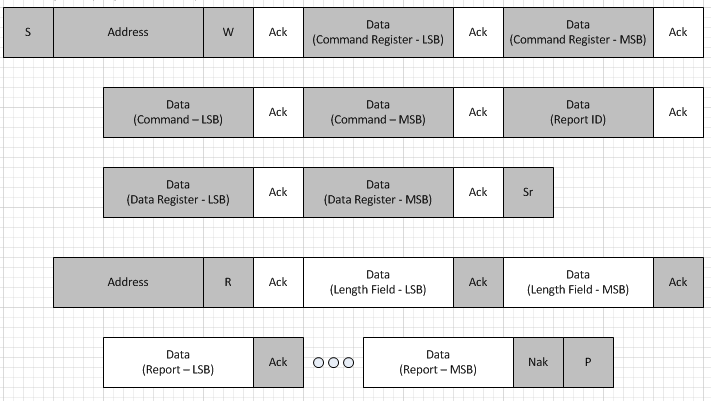 S Address W Ack Data Ack Data Ack
(Command Register - LSB) (Command Register - MSB)
Data Ack Data Ack Data Ack
(Command – LSB) (Command – MSB) (Report ID)
Data Ack Data Ack Sr
(Data Register - LSB) (Data Register - MSB)
Address R Ack Data Ack Data Ack
(Length Field - LSB) (Length Field - MSB)
Data Ack Data Nak P
(Report – LSB) (Report – MSB)